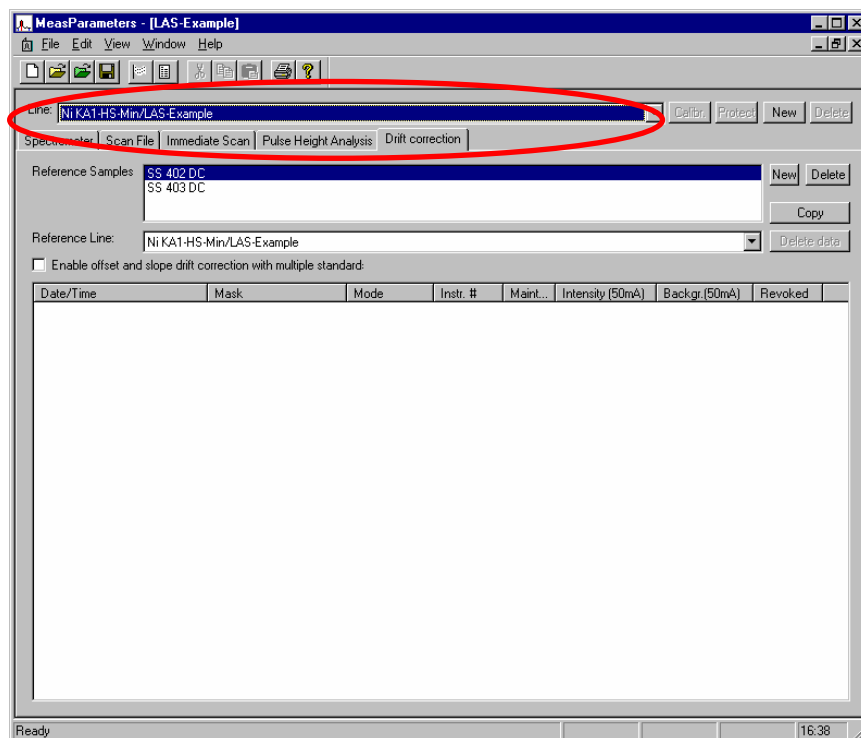 MeasParameters - [LAS-Example]
File Edit View Window Help
Line: Ni KA1-HS-Min/LAS-Example Calibr. Protect New Delete
Spectrometer Scan File Immediate Scan Pulse Height Analysis Drift correction
Reference Samples SS 402 DC New Delete
SS 403 DC
Copy
Reference Line: Ni KA1-HS-Min/LAS-Example Delete data
Enable offset and slope drift correction with multiple standard:
Date/Time Mask Mode Instr. # Maint... Intensity (50mA) Backgr.(50mA) Revoked
Ready 16:38